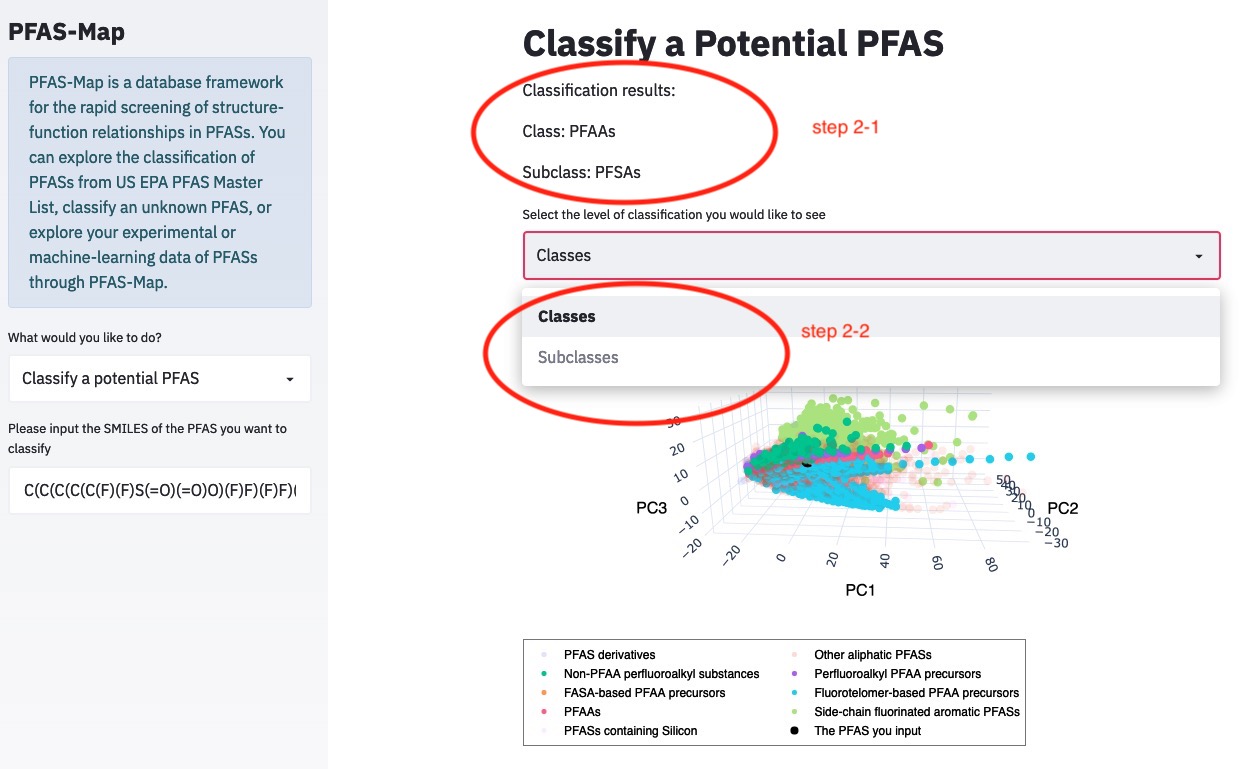 PFAS-Map
PFAS-Map is a database framework
for the rapid screening of structure-
function relationships in PFASs. You
can explore the classification of
PFASs from US EPA PFAS Master
List, classify an unknown PFAS, or
explore your experimental or
machine-learning data of PFASs
through PFAS-Map.
What would you like to do?
Classify a potential PFAS
Please input the SMILES of the PFAS you want to
classify
C(C(C(C(C(F)(F)S(=O)(=O)O)(F)F)(F)F)(
Classify a Potential PFAS
Classification results:
Class: PFAAs
step 2-1
Subclass: PFSAs
Select the level of classification you would like to see
Classes
Classes
step 2-2
Subclasses
30
20
10
0
−10
−20
PC3
−20
0
20
40
60
80
PC1
50
40
30
20
10
0
−10
−20
−30
PC2
PFAS derivatives
Non-PFAA perfluoroalkyl substances
FASA-based PFAA precursors
PFAAs
PFASs containing Silicon
Other aliphatic PFASs
Perfluoroalkyl PFAA precursors
Fluorotelomer-based PFAA precursors
Side-chain fluorinated aromatic PFASs
The PFAS you input